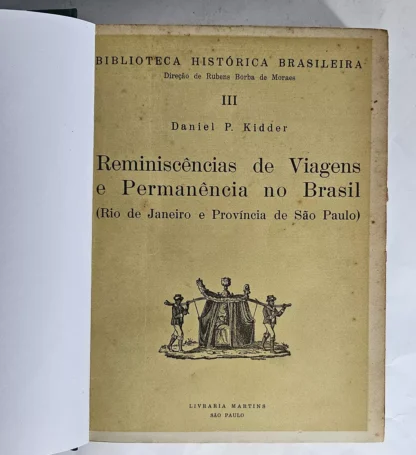 BIBLIOTECA HISTÓRICA BRASILEIRA
Direção de Rubens Borba de Moraes
III
Daniel P. Kidder
Reminiscências de Viagens
e Permanência no Brasil
(Rio de Janeiro e Província de São Paulo)
LIVRARIA MARTINS
SÃO PAULO